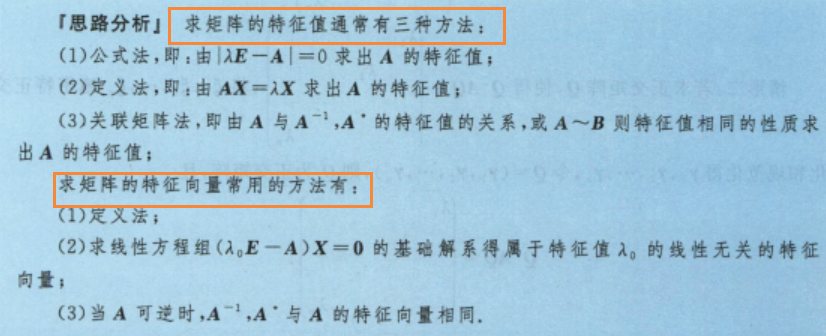 『思路分析』 求矩阵的特征值通常有三种方法：
(1)公式法,即:由|λE－A|＝0 求出 A 的特征值；
(2)定义法,即:由 AX＝λX 求出 A 的特征值；
(3)关联矩阵法,即由 A 与 A⁻¹,A* 的特征值的关系,或 A～B 则特征值相同的性质求
出 A 的特征值；
求矩阵的特征向量常用的方法有：
(1)定义法；
(2)求线性方程组(λ₀E－A)X＝0 的基础解系得属于特征值 λ₀ 的线性无关的特征
向量；
(3)当 A 可逆时,A⁻¹,A* 与 A 的特征向量相同.